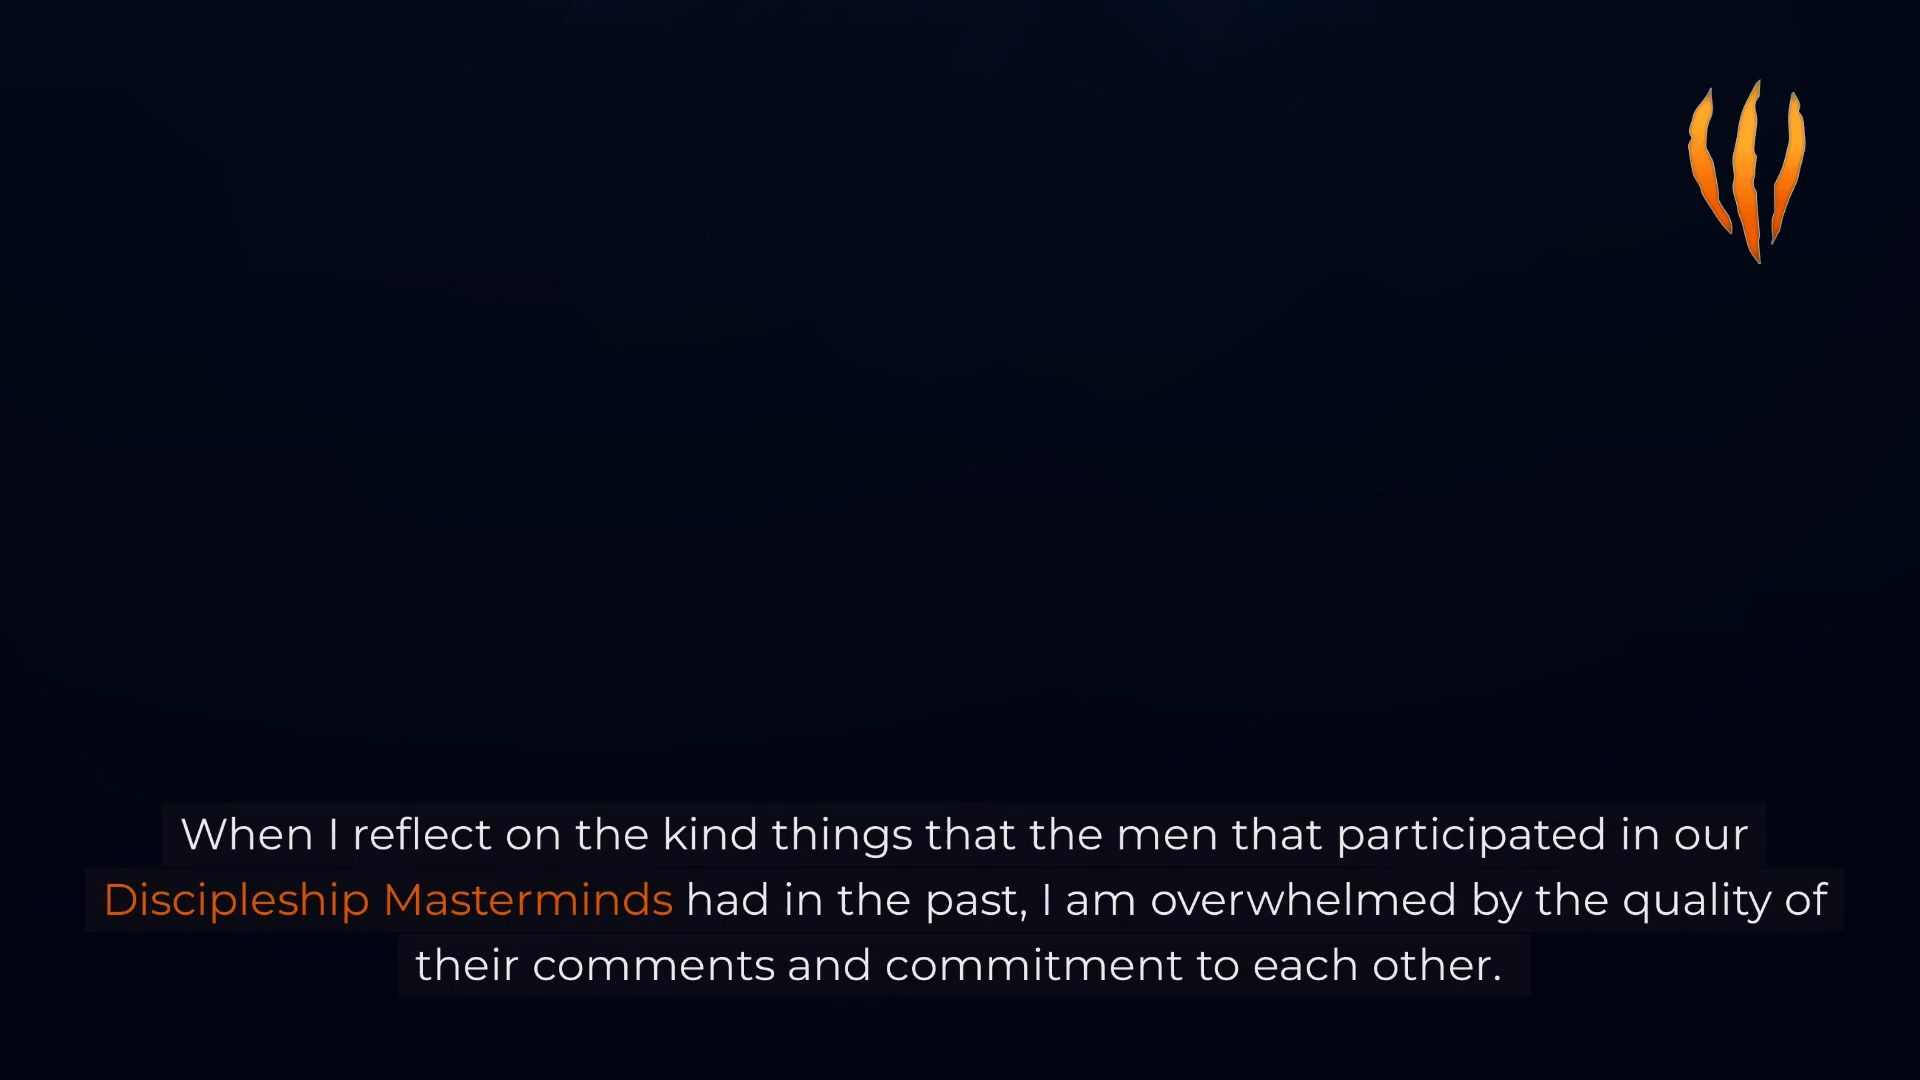 When I reflect on the kind things that the men that participated in our
Discipleship Masterminds had in the past, I am overwhelmed by the quality of
their comments and commitment to each other.